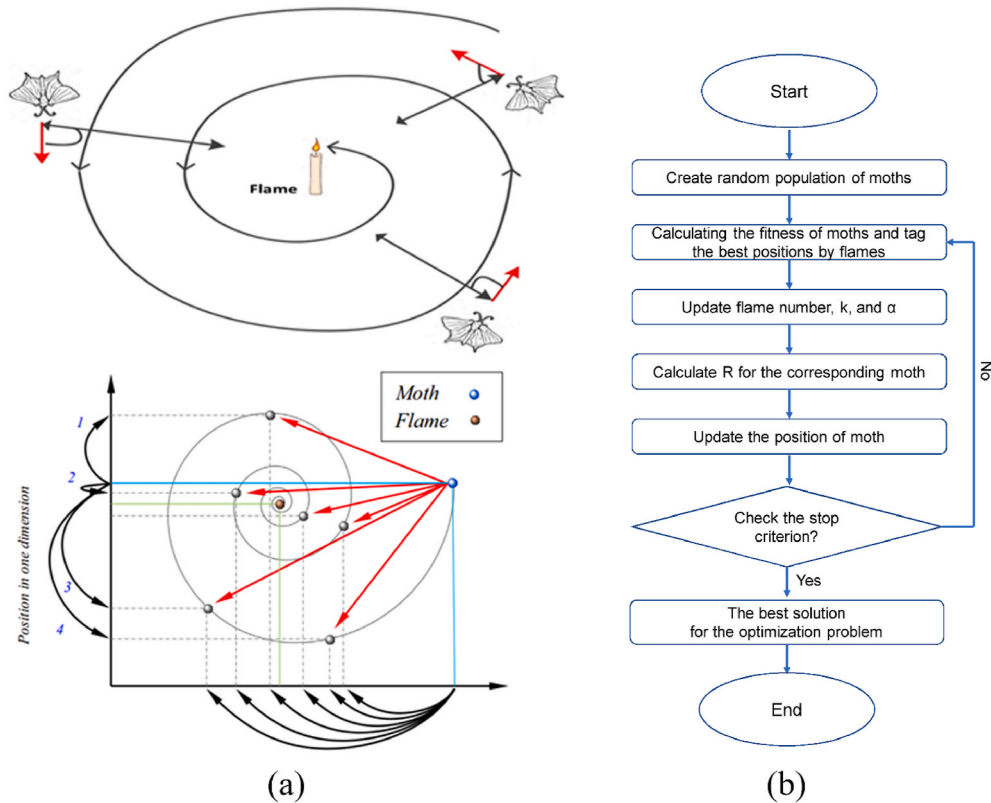 Flame
Moth
Flame
1
2
3
4
Position in one dimension
(a)
Start
Create random population of moths
Calculating the fitness of moths and tag
the best positions by flames
Update flame number, k, and α
Calculate R for the corresponding moth
Update the position of moth
Check the stop
criterion?
No
Yes
The best solution
for the optimization problem
End
(b)